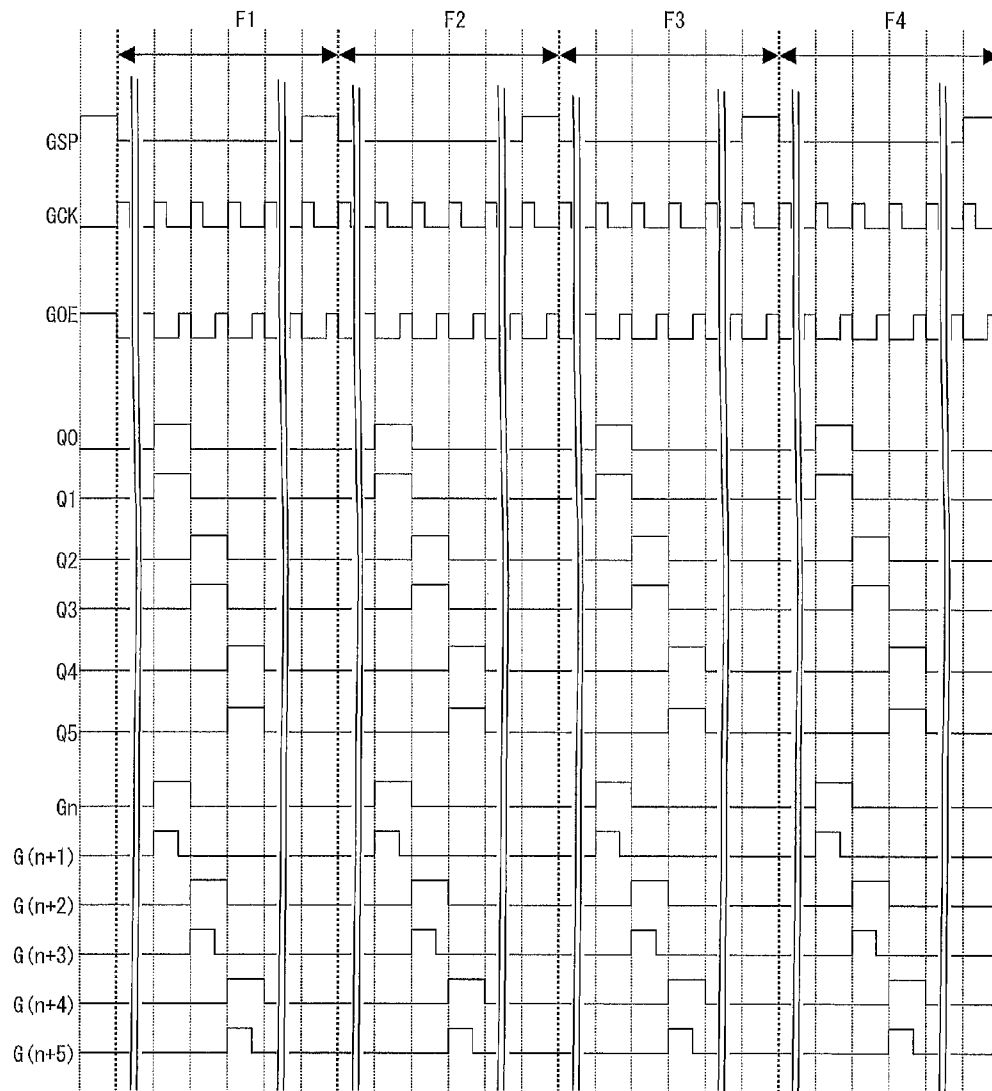 F1 F2 F3 F4
GSP
GCK
GOE
Q0
Q1
Q2
Q3
Q4
Q5
Gn
G(n+1)
G(n+2)
G(n+3)
G(n+4)
G(n+5)